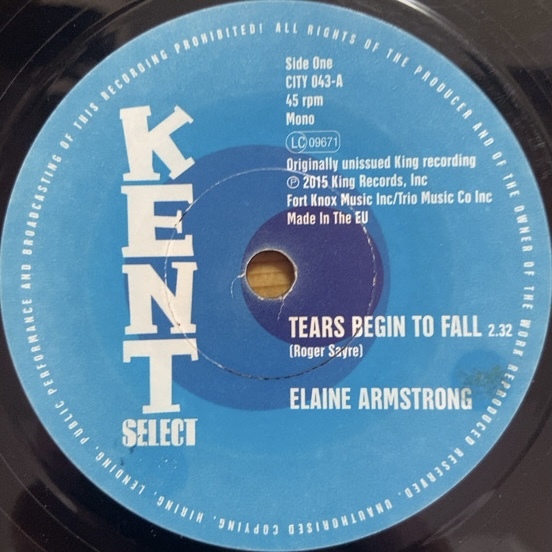 ALL RIGHTS OF THE PRODUCER AND OF THE OWNER OF THE WORK REPRODUCED RESERVED. UNAUTHORISED COPYING, HIRING, LENDING, PUBLIC PERFORMANCE AND BROADCASTING OF THIS RECORDING PROHIBITED!
KENT
SELECT
Side One
CITY 043-A
45 rpm
Mono
LC 09671
Originally unissued King recording
℗ 2015 King Records, Inc
Fort Knox Music Inc/Trio Music Co Inc
Made In The EU
TEARS BEGIN TO FALL 2.32
(Roger Sayre)
ELAINE ARMSTRONG